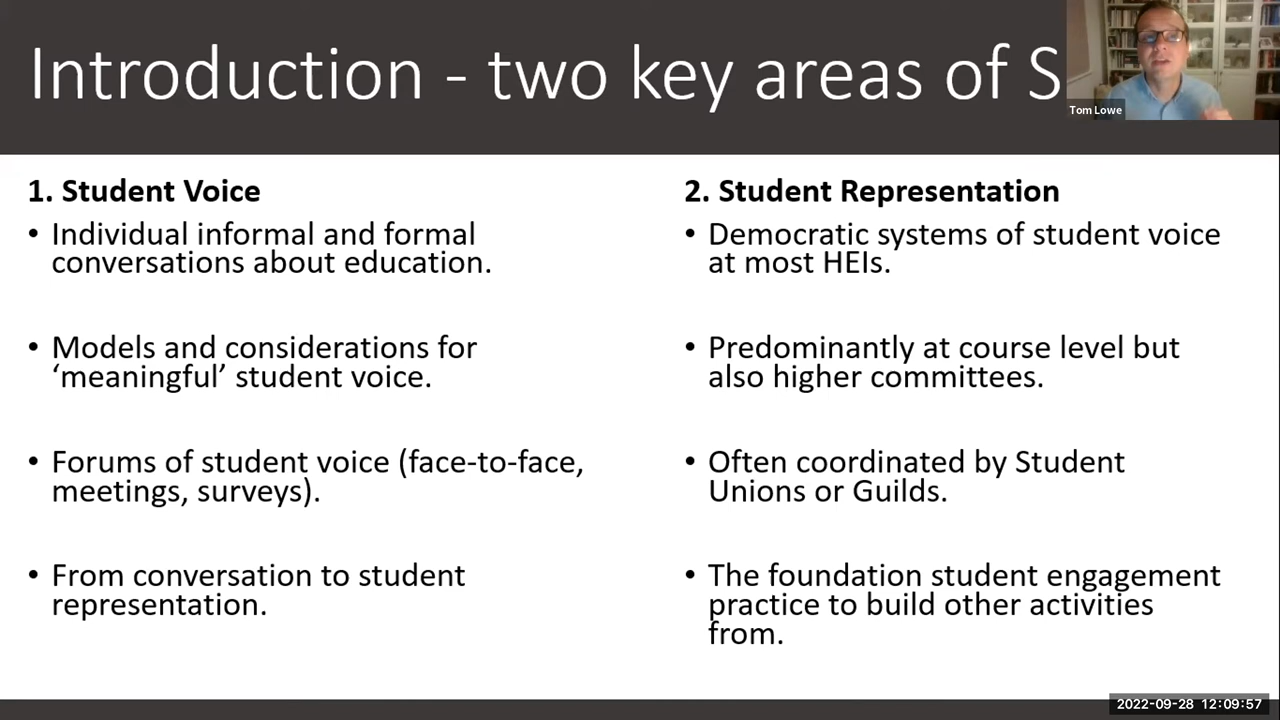 Introduction - two key areas of S
Tom Lowe
1. Student Voice
• Individual informal and formal
conversations about education.
• Models and considerations for
‘meaningful’ student voice.
• Forums of student voice (face-to-face,
meetings, surveys).
• From conversation to student
representation.
2. Student Representation
• Democratic systems of student voice
at most HEIs.
• Predominantly at course level but
also higher committees.
• Often coordinated by Student
Unions or Guilds.
• The foundation student engagement
practice to build other activities
from.
2022-09-28 12:09:57